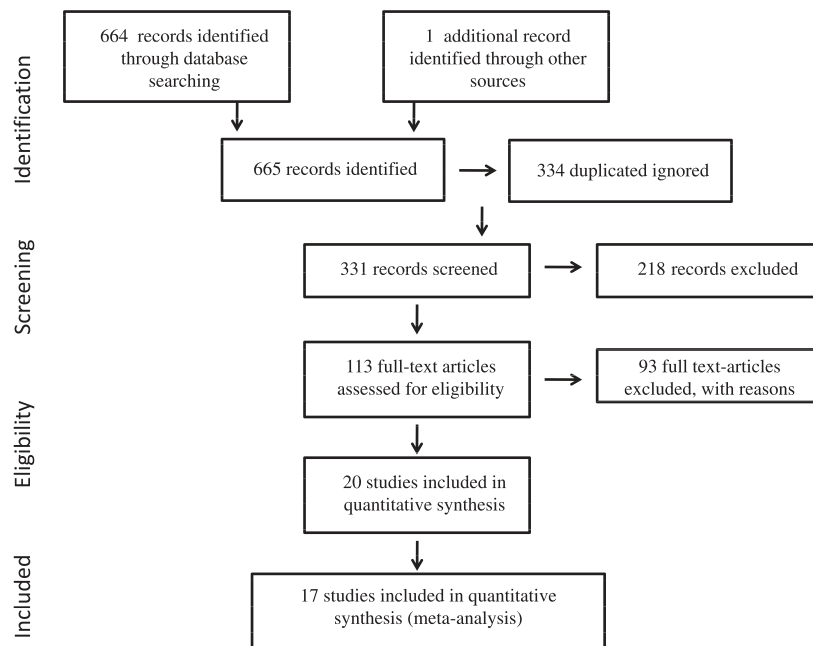 664 records identified
through database
searching
1 additional record
identified through other
sources
Identification
665 records identified
334 duplicated ignored
Screening
331 records screened
218 records excluded
113 full-text articles
assessed for eligibility
93 full text-articles
excluded, with reasons
Eligibility
20 studies included in
quantitative synthesis
Included
17 studies included in quantitative
synthesis (meta-analysis)